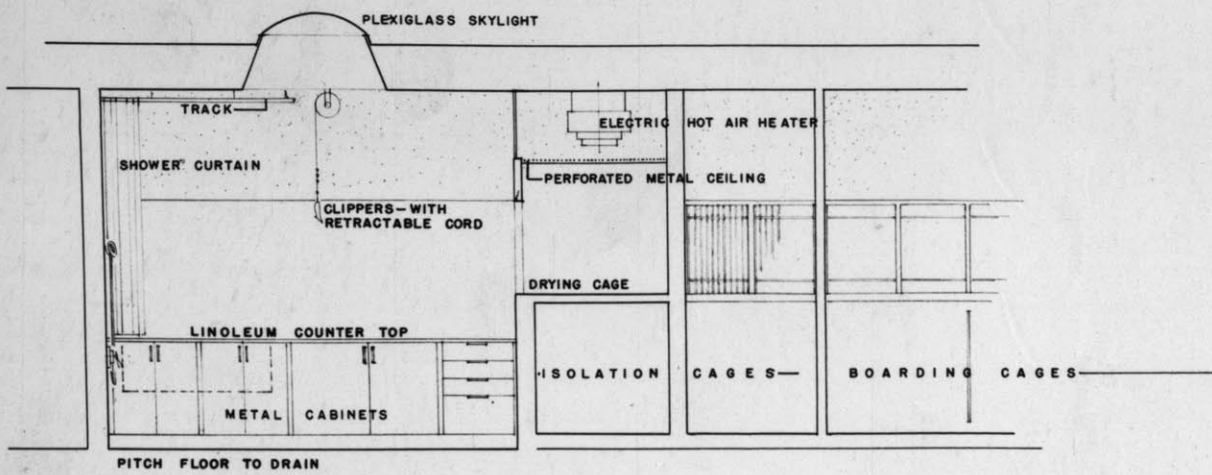 PLEXIGLASS SKYLIGHT
TRACK
ELECTRIC HOT AIR HEATER
SHOWER CURTAIN
PERFORATED METAL CEILING
CLIPPERS—WITH
RETRACTABLE CORD
DRYING CAGE
LINOLEUM COUNTER TOP
ISOLATION CAGES
BOARDING CAGES
METAL CABINETS
PITCH FLOOR TO DRAIN